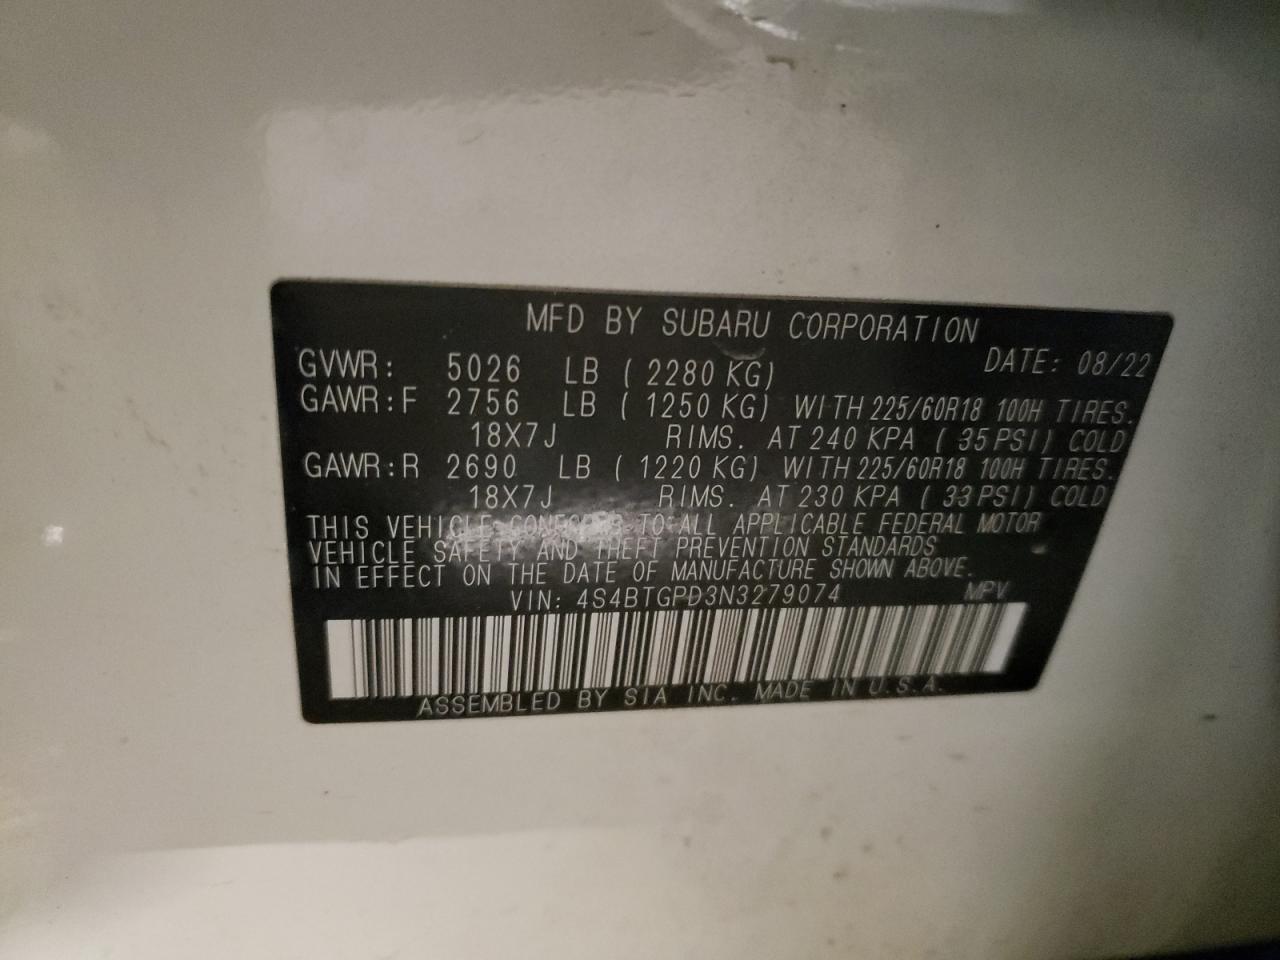 MFD BY SUBARU CORPORATION
DATE: 08/22
GVWR: 5026 LB ( 2280 KG)
GAWR:F 2756 LB ( 1250 KG) WITH 225/60R18 100H TIRES.
18X7J RIMS. AT 240 KPA ( 35 PSI) COLD
GAWR:R 2690 LB ( 1220 KG) WITH 225/60R18 100H TIRES.
18X7J RIMS. AT 230 KPA ( 33 PSI) COLD
THIS VEHICLE CONFORMS TO ALL APPLICABLE FEDERAL MOTOR
VEHICLE SAFETY AND THEFT PREVENTION STANDARDS
IN EFFECT ON THE DATE OF MANUFACTURE SHOWN ABOVE.
VIN: 4S4BTGPD3N3279074 MPV
ASSEMBLED BY SIA INC. MADE IN U.S.A.